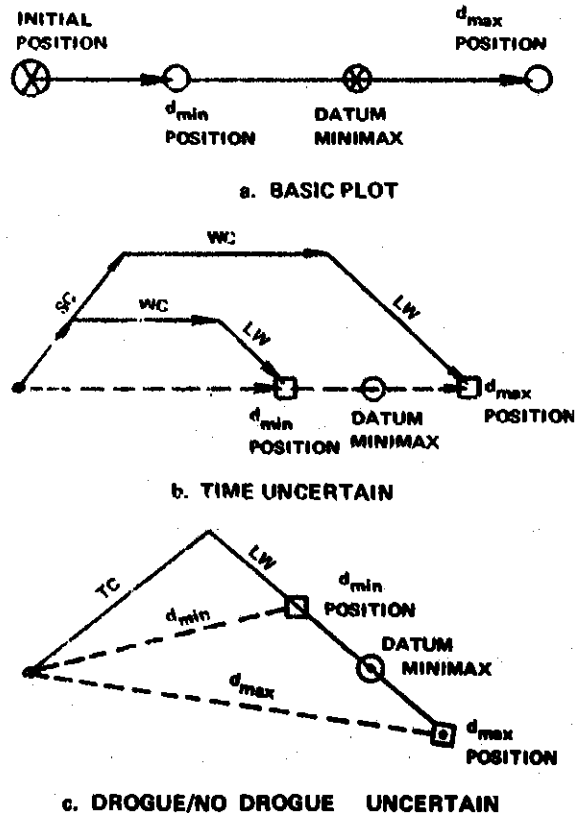 INITIAL
POSITION
d max
POSITION
d min
POSITION
DATUM
MINIMAX
a. BASIC PLOT
WC
SC
WC
LW
LW
d min
POSITION
DATUM
MINIMAX
d max
POSITION
b. TIME UNCERTAIN
TC
LW
d min
d min
POSITION
DATUM
MINIMAX
d max
d max
POSITION
c. DROGUE/NO DROGUE UNCERTAIN